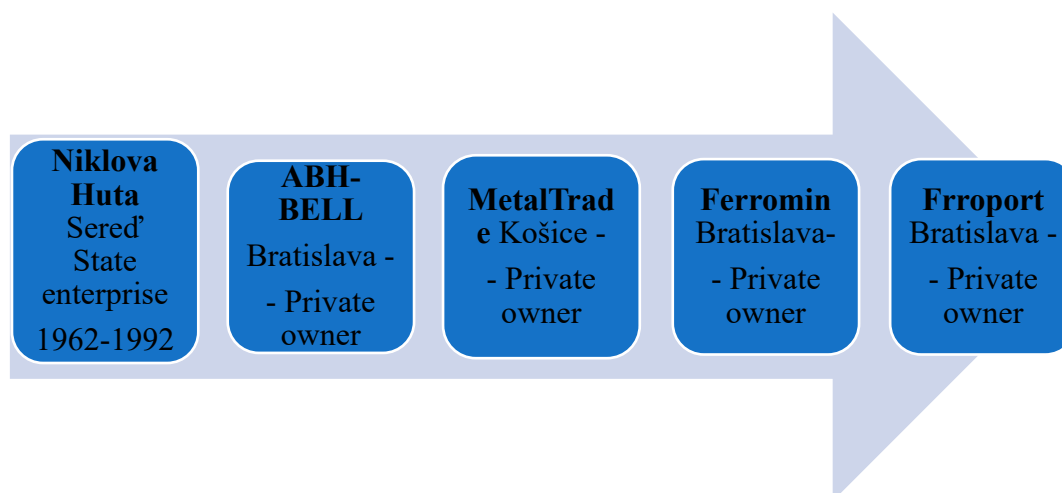 Niklova
Huta
Sereď
State
enterprise
1962-1992
ABH-
BELL
Bratislava -
- Private
owner
MetalTrad
e Košice -
- Private
owner
Ferromin
Bratislava-
- Private
owner
Frroport
Bratislava -
- Private
owner